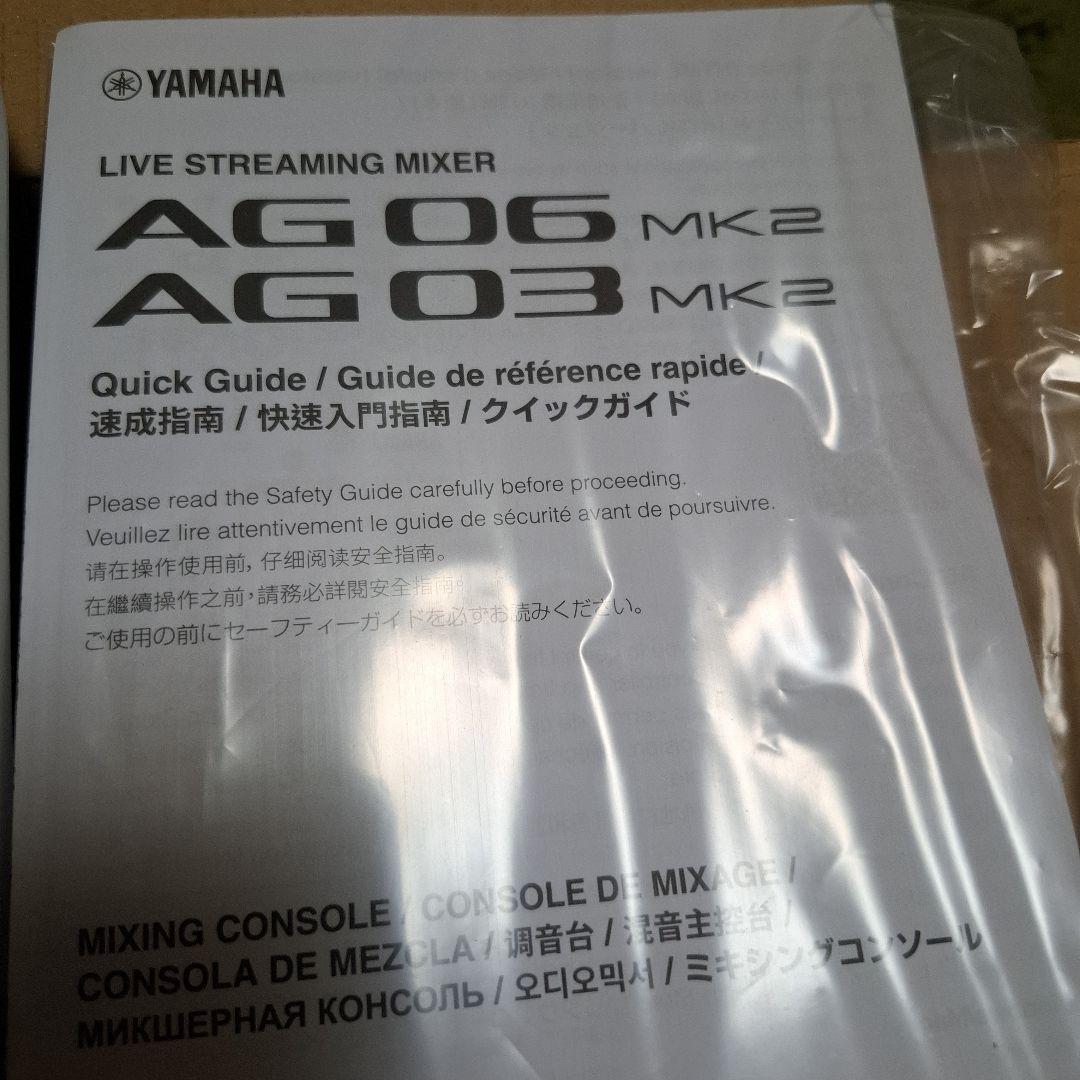 YAMAHA
LIVE STREAMING MIXER
AG06 MK2
AG03 MK2
Quick Guide / Guide de référence rapide /
速成指南 / 快速入門指南 / クイックガイド
Please read the Safety Guide carefully before proceeding.
Veuillez lire attentivement le guide de sécurité avant de poursuivre.
请在操作使用前，仔细阅读安全指南。
在繼續操作之前，請務必詳閱安全指南。
ご使用の前にセーフティーガイドを必ずお読みください。
MIXING CONSOLE / CONSOLE DE MIXAGE /
CONSOLA DE MEZCLA / 调音台 / 混音主控台 /
МИКШЕРНАЯ КОНСОЛЬ / 오디오믹서 / ミキシングコンソール